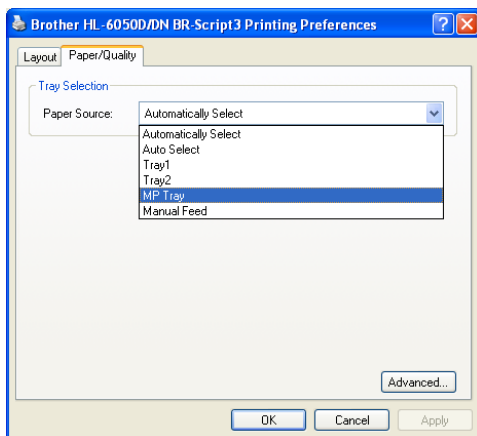 Brother HL-6050D/DN BR-Script3 Printing Preferences
Layout Paper/Quality
Tray Selection
Paper Source: Automatically Select
Automatically Select
Auto Select
Tray1
Tray2
MP Tray
Manual Feed
Advanced...
OK Cancel Apply